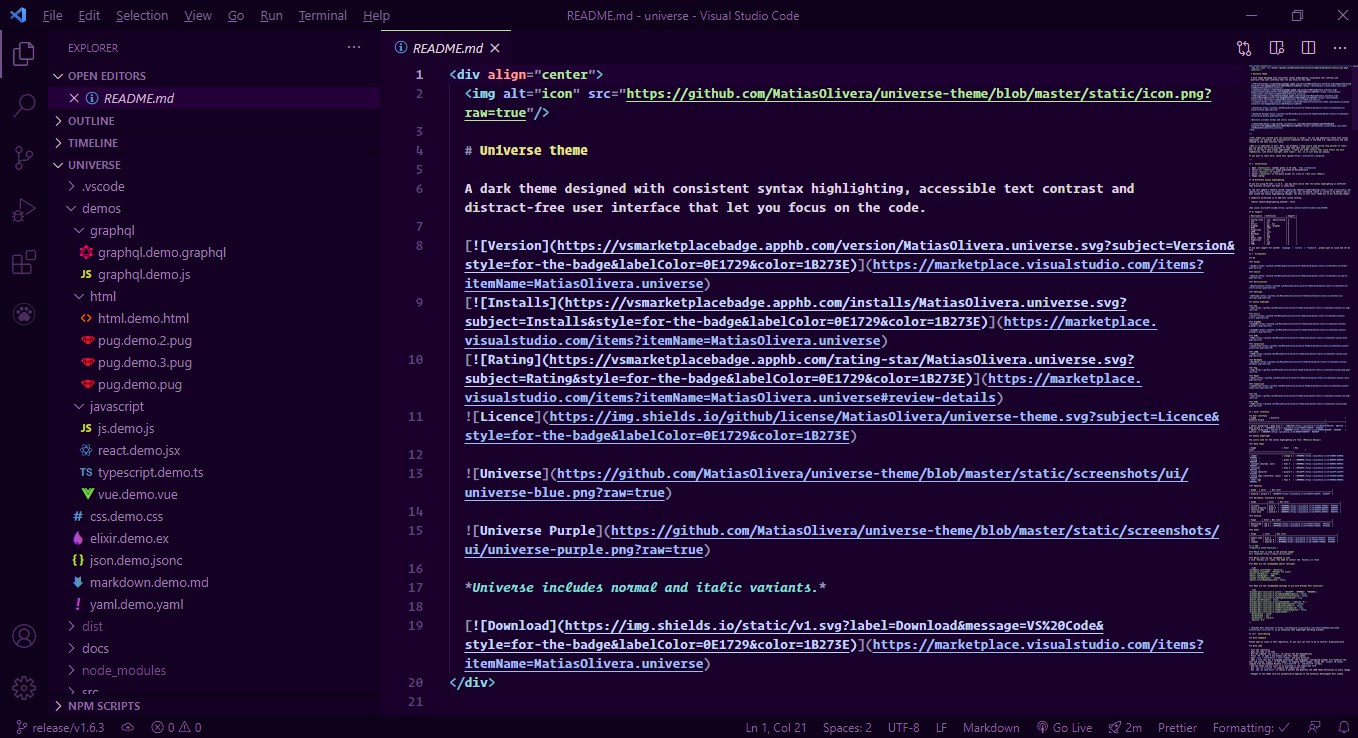 File Edit Selection View Go Run Terminal Help
README.md - universe - Visual Studio Code
EXPLORER
OPEN EDITORS
README.md
OUTLINE
TIMELINE
UNIVERSE
.vscode
demos
graphql
graphql.demo.graphql
JS graphql.demo.js
html
html.demo.html
pug.demo.2.pug
pug.demo.3.pug
pug.demo.pug
javascript
JS js.demo.js
react.demo.jsx
TS typescript.demo.ts
vue.demo.vue
# css.demo.css
elixir.demo.ex
{} json.demo.jsonc
markdown.demo.md
! yaml.demo.yaml
dist
docs
node_modules
src
NPM SCRIPTS
README.md
1 <div align="center">
2 <img alt="icon" src="https://github.com/MatiasOlivera/universe-theme/blob/master/static/icon.png?
raw=true"/>
3
4 # Universe theme
5
6 A dark theme designed with consistent syntax highlighting, accessible text contrast and
distract-free user interface that let you focus on the code.
7
8 [![Version](https://vsmarketplacebadge.apphb.com/version/MatiasOlivera.universe.svg?subject=Version&
style=for-the-badge&labelColor=0E1729&color=1B273E)](https://marketplace.visualstudio.com/items?
itemName=MatiasOlivera.universe)
9 [![Installs](https://vsmarketplacebadge.apphb.com/installs/MatiasOlivera.universe.svg?
subject=Installs&style=for-the-badge&labelColor=0E1729&color=1B273E)](https://marketplace.
visualstudio.com/items?itemName=MatiasOlivera.universe)
10 [![Rating](https://vsmarketplacebadge.apphb.com/rating-star/MatiasOlivera.universe.svg?
subject=Rating&style=for-the-badge&labelColor=0E1729&color=1B273E)](https://marketplace.
visualstudio.com/items?itemName=MatiasOlivera.universe#review-details)
11 ![Licence](https://img.shields.io/github/license/MatiasOlivera/universe-theme.svg?subject=Licence&
style=for-the-badge&labelColor=0E1729&color=1B273E)
12
13 ![Universe](https://github.com/MatiasOlivera/universe-theme/blob/master/static/screenshots/ui/
universe-blue.png?raw=true)
14
15 ![Universe Purple](https://github.com/MatiasOlivera/universe-theme/blob/master/static/screenshots/
ui/universe-purple.png?raw=true)
16
17 *Universe includes normal and italic variants.*
18
19 [![Download](https://img.shields.io/static/v1.svg?label=Download&message=VS%20Code&
style=for-the-badge&labelColor=0E1729&color=1B273E)](https://marketplace.visualstudio.com/items?
itemName=MatiasOlivera.universe)
20 </div>
21
release/v1.6.3 0 0 Ln 1, Col 21 Spaces: 2 UTF-8 LF Markdown Go Live 2m Prettier Formatting: ✓